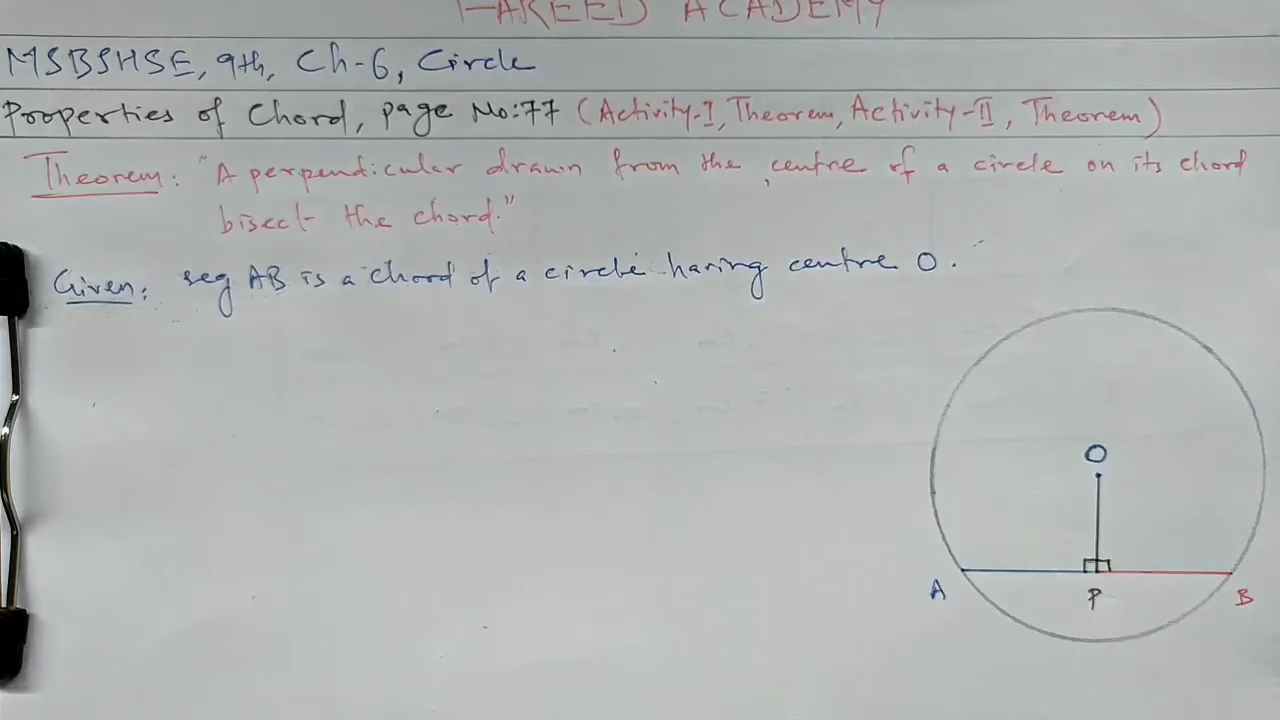 FAREED ACADEMY
MSBSHSE, 9th, Ch-6, Circle
Properties of Chord, page No:77 (Activity-I, Theorem, Activity-II, Theorem)
Theorem: "A perpendicular drawn from the centre of a circle on its chord
bisect the chord."
Given: seg AB is a chord of a circle having centre O.
O
A P B